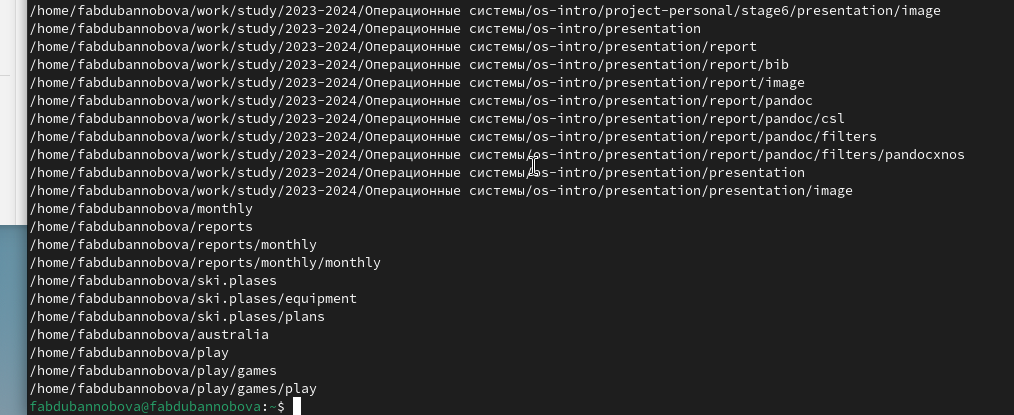 /home/fabdubannobova/work/study/2023-2024/Операционные системы/os-intro/project-personal/stage6/presentation/image
/home/fabdubannobova/work/study/2023-2024/Операционные системы/os-intro/presentation
/home/fabdubannobova/work/study/2023-2024/Операционные системы/os-intro/presentation/report
/home/fabdubannobova/work/study/2023-2024/Операционные системы/os-intro/presentation/report/bib
/home/fabdubannobova/work/study/2023-2024/Операционные системы/os-intro/presentation/report/image
/home/fabdubannobova/work/study/2023-2024/Операционные системы/os-intro/presentation/report/pandoc
/home/fabdubannobova/work/study/2023-2024/Операционные системы/os-intro/presentation/report/pandoc/csl
/home/fabdubannobova/work/study/2023-2024/Операционные системы/os-intro/presentation/report/pandoc/filters
/home/fabdubannobova/work/study/2023-2024/Операционные системы/os-intro/presentation/report/pandoc/filters/pandocxnos
/home/fabdubannobova/work/study/2023-2024/Операционные системы/os-intro/presentation/presentation
/home/fabdubannobova/work/study/2023-2024/Операционные системы/os-intro/presentation/presentation/image
/home/fabdubannobova/monthly
/home/fabdubannobova/reports
/home/fabdubannobova/reports/monthly
/home/fabdubannobova/reports/monthly/monthly
/home/fabdubannobova/ski.plases
/home/fabdubannobova/ski.plases/equipment
/home/fabdubannobova/ski.plases/plans
/home/fabdubannobova/australia
/home/fabdubannobova/play
/home/fabdubannobova/play/games
/home/fabdubannobova/play/games/play
fabdubannobova@fabdubannobova:~$